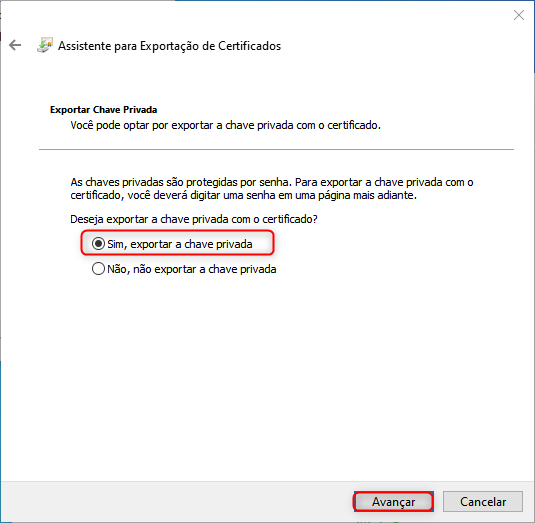 Assistente para Exportação de Certificados
Exportar Chave Privada
Você pode optar por exportar a chave privada com o certificado.
As chaves privadas são protegidas por senha. Para exportar a chave privada com o
certificado, você deverá digitar uma senha em uma página mais adiante.
Deseja exportar a chave privada com o certificado?
Sim, exportar a chave privada
Não, não exportar a chave privada
Avançar
Cancelar